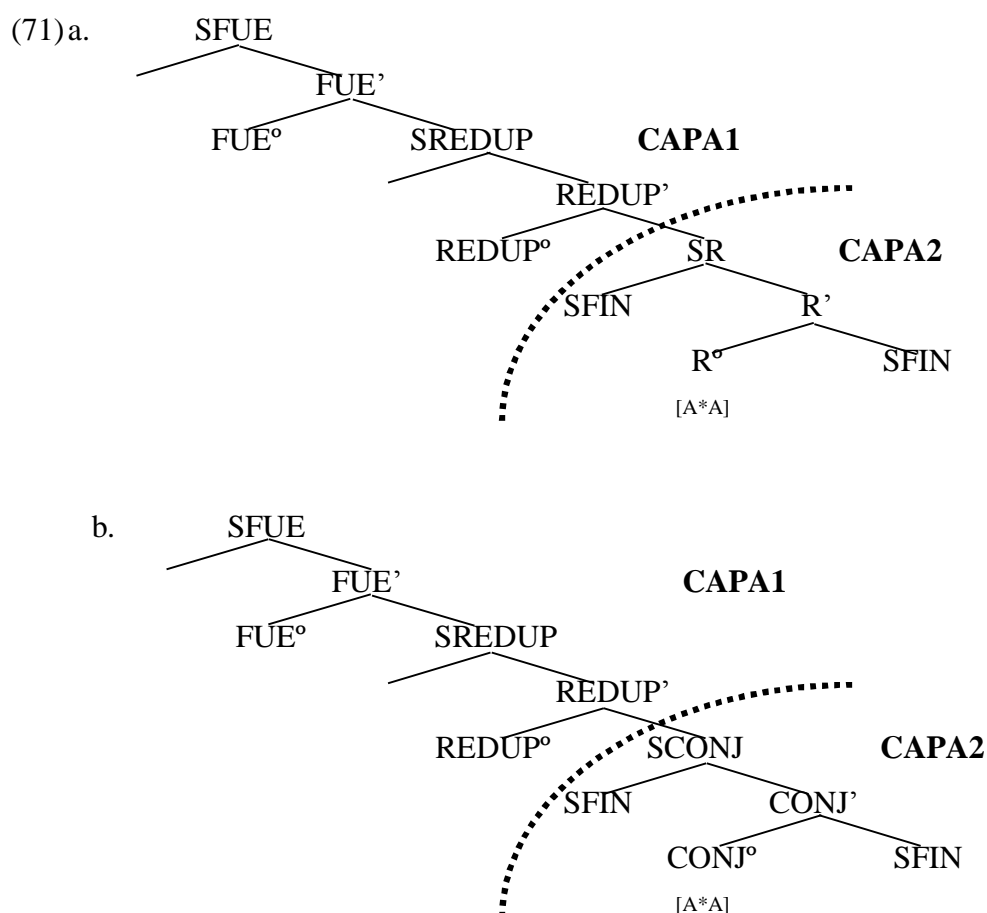 (71) a. SFUE
FUE’
FUEº SREDUP CAPA1
REDUP’
REDUPº SR CAPA2
SFIN R’
Rº SFIN
[A*A]
b. SFUE
FUE’ CAPA1
FUEº SREDUP
REDUP’
REDUPº SCONJ CAPA2
SFIN CONJ’
CONJº SFIN
[A*A]